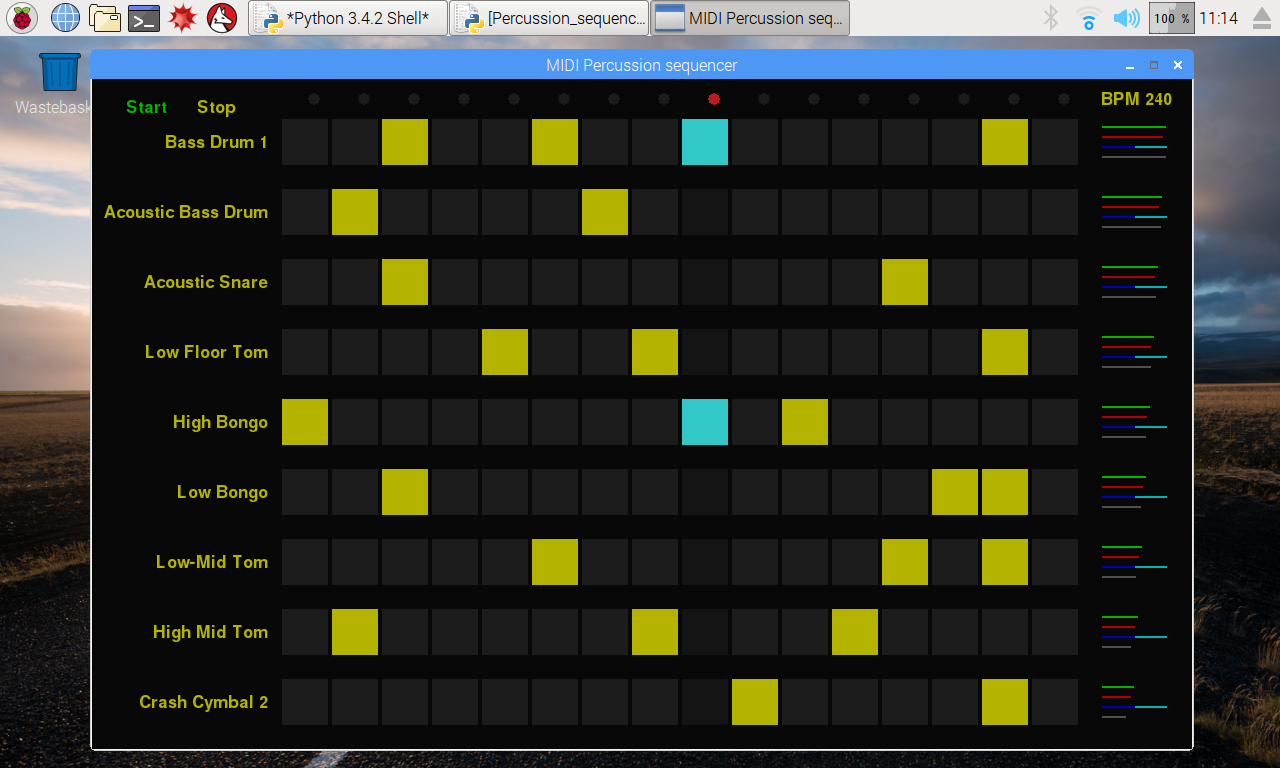 *Python 3.4.2 Shell*
[Percussion_sequenc...
MIDI Percussion seq...
100 %
11:14
Wastebask
MIDI Percussion sequencer
Start
Stop
BPM 240
Bass Drum 1
Acoustic Bass Drum
Acoustic Snare
Low Floor Tom
High Bongo
Low Bongo
Low-Mid Tom
High Mid Tom
Crash Cymbal 2